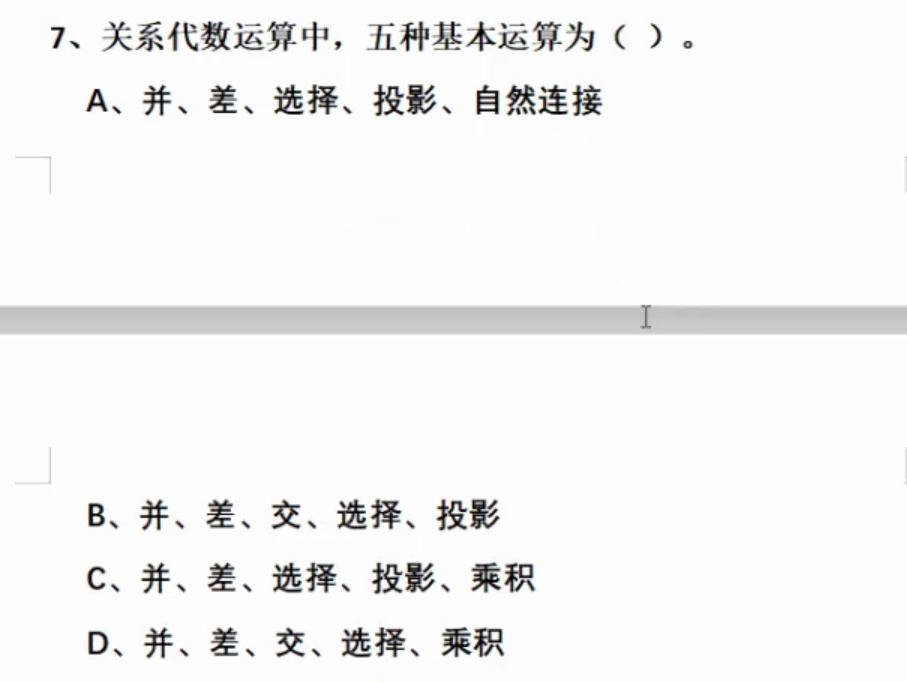 7、关系代数运算中，五种基本运算为（ ）。
A、并、差、选择、投影、自然连接
B、并、差、交、选择、投影
C、并、差、选择、投影、乘积
D、并、差、交、选择、乘积